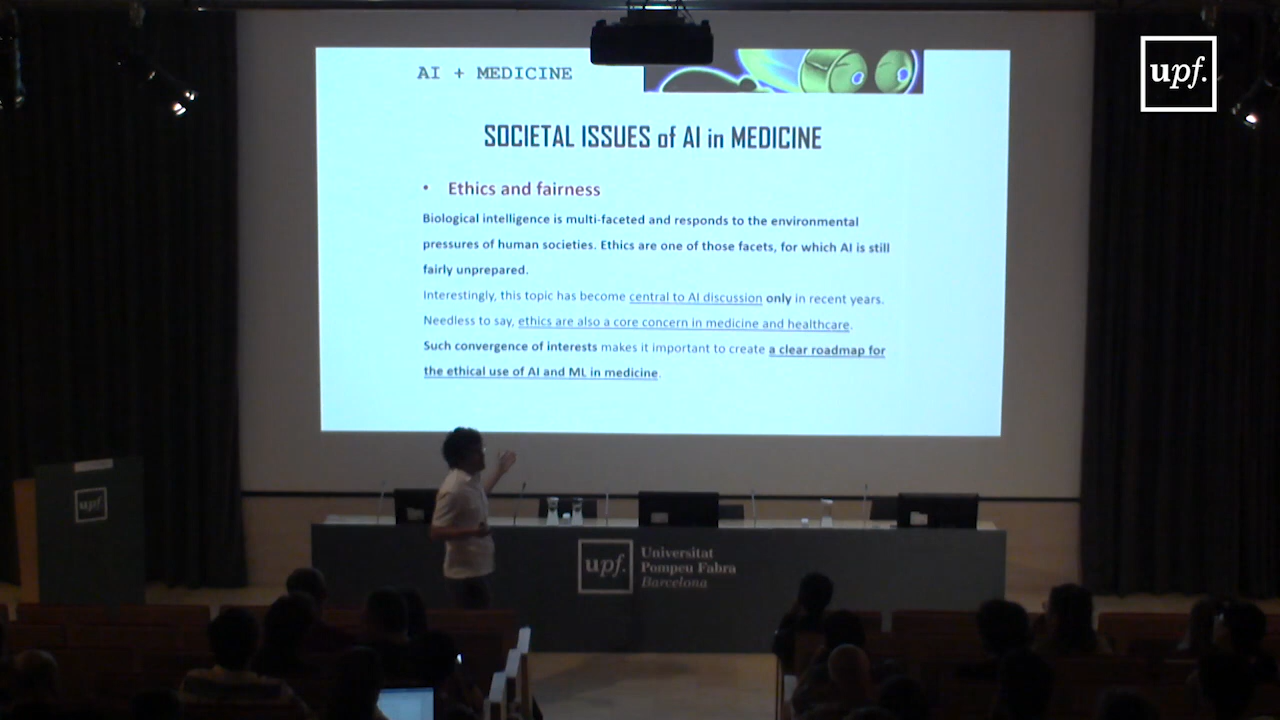 AI + MEDICINE
upf.
SOCIETAL ISSUES of AI in MEDICINE
• Ethics and fairness
Biological intelligence is multi-faceted and responds to the environmental
pressures of human societies. Ethics are one of those facets, for which AI is still
fairly unprepared.
Interestingly, this topic has become central to AI discussion only in recent years.
Needless to say, ethics are also a core concern in medicine and healthcare.
Such convergence of interests makes it important to create a clear roadmap for
the ethical use of AI and ML in medicine.
upf.
upf.
Universitat
Pompeu Fabra
Barcelona